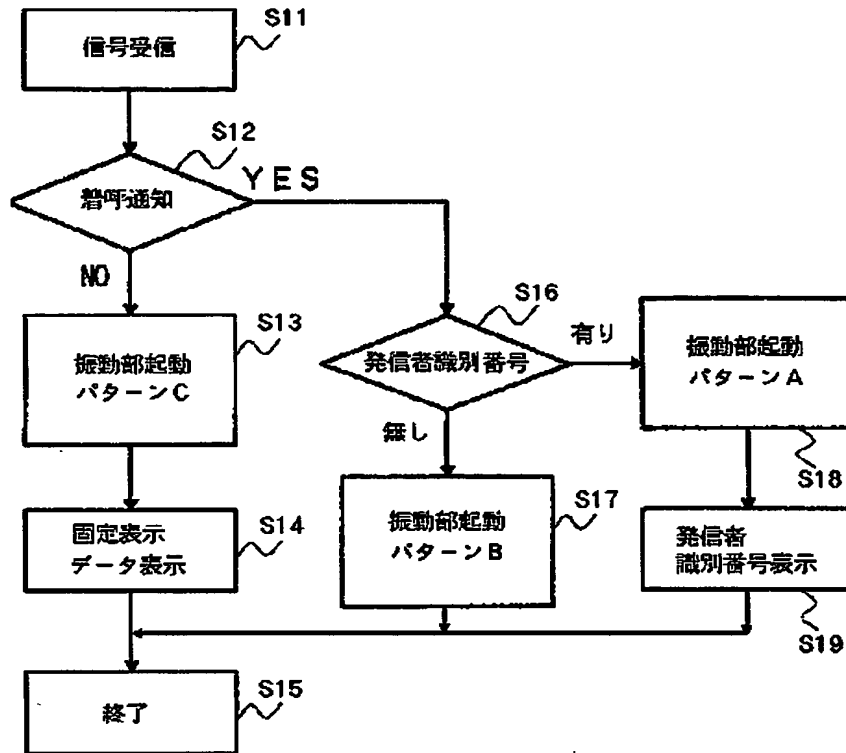 信号受信
S11
S12
着呼通知
YES
NO
S13
振動部起動
パターンC
S16
発信者識別番号
有り
無し
振動部起動
パターンA
S18
S14
固定表示
データ表示
S17
振動部起動
パターンB
発信者
識別番号表示
S19
S15
終了